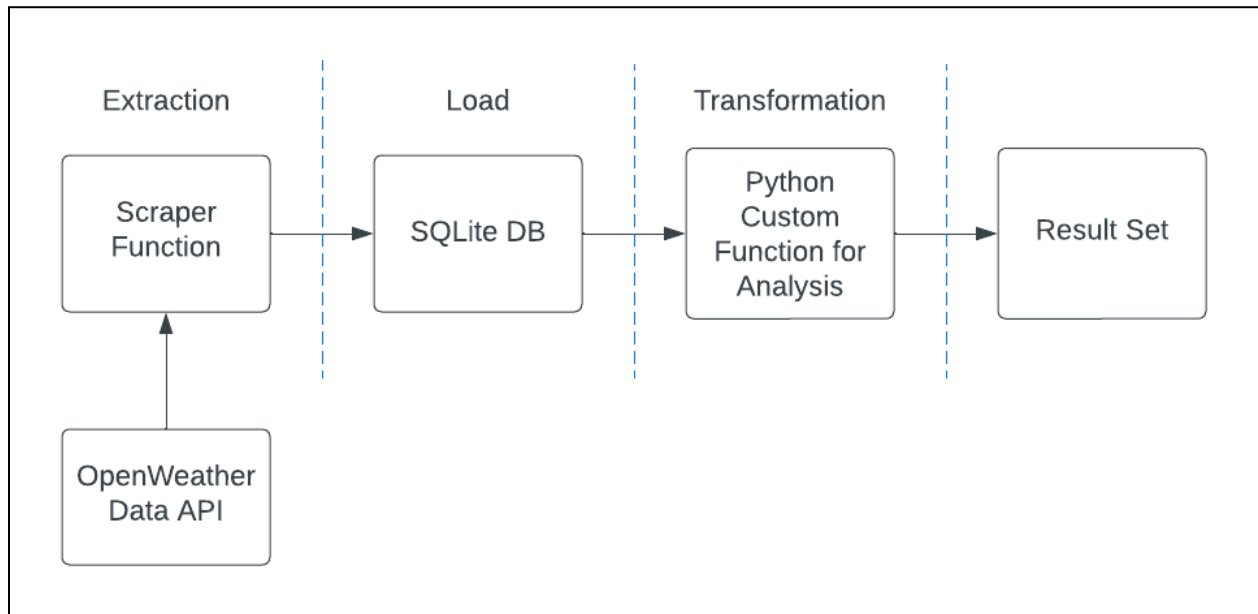 Extraction
Load
Transformation
Scraper
Function
SQLite DB
Python
Custom
Function for
Analysis
Result Set
OpenWeather
Data API